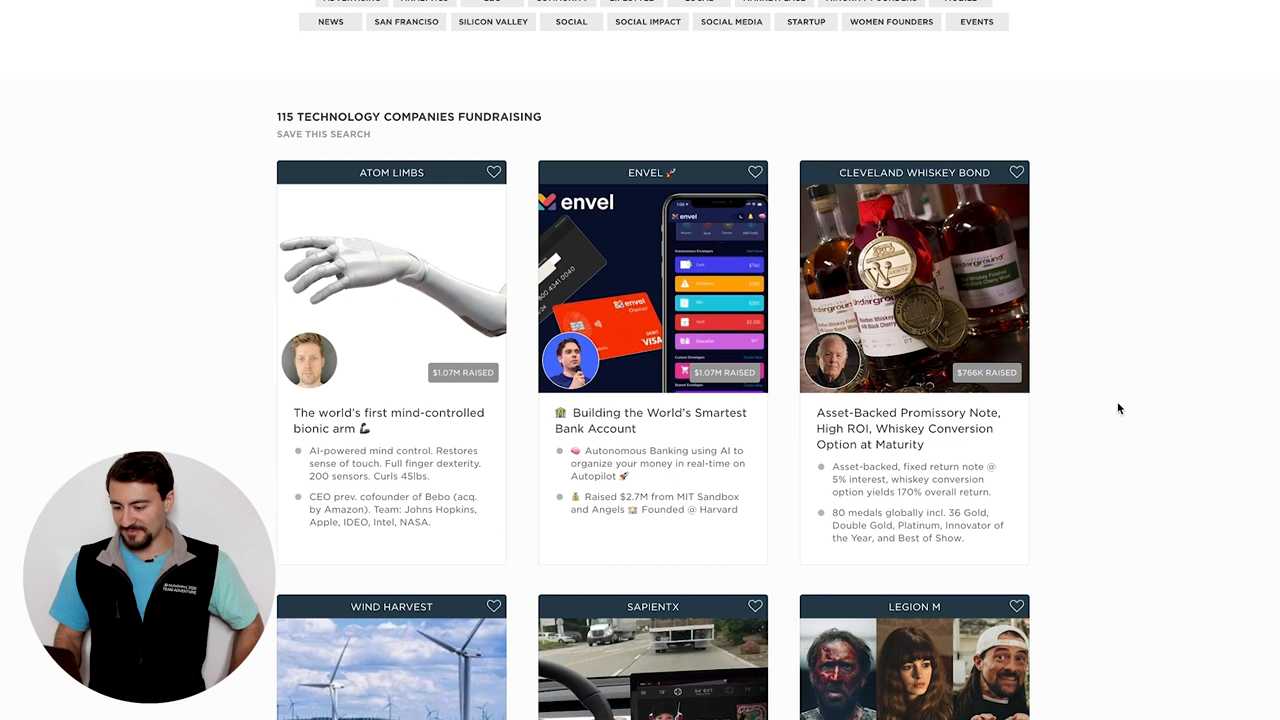 NEWS
SAN FRANCISCO
SILICON VALLEY
SOCIAL
SOCIAL IMPACT
SOCIAL MEDIA
STARTUP
WOMEN FOUNDERS
EVENTS
115 TECHNOLOGY COMPANIES FUNDRAISING
SAVE THIS SEARCH
ATOM LIMBS
$1.07M RAISED
The world's first mind-controlled
bionic arm 💪
AI-powered mind control. Restores
sense of touch. Full finger dexterity.
200 sensors. Curls 45lbs.
CEO prev. cofounder of Bebo (acq.
by Amazon). Team: Johns Hopkins,
Apple, IDEO, Intel, NASA.
ENVEL 🚀
envel
envel
envel
VISA
$1.07M RAISED
🏦 Building the World's Smartest
Bank Account
🧠 Autonomous Banking using AI to
organize your money in real-time on
Autopilot 🚀
💰 Raised $2.7M from MIT Sandbox
and Angels 🏫 Founded @ Harvard
CLEVELAND WHISKEY BOND
$766K RAISED
Asset-Backed Promissory Note,
High ROI, Whiskey Conversion
Option at Maturity
Asset-backed, fixed return note @
5% interest, whiskey conversion
option yields 170% overall return.
80 medals globally incl. 36 Gold,
Double Gold, Platinum, Innovator of
the Year, and Best of Show.
WIND HARVEST
SAPIENTX
LEGION M